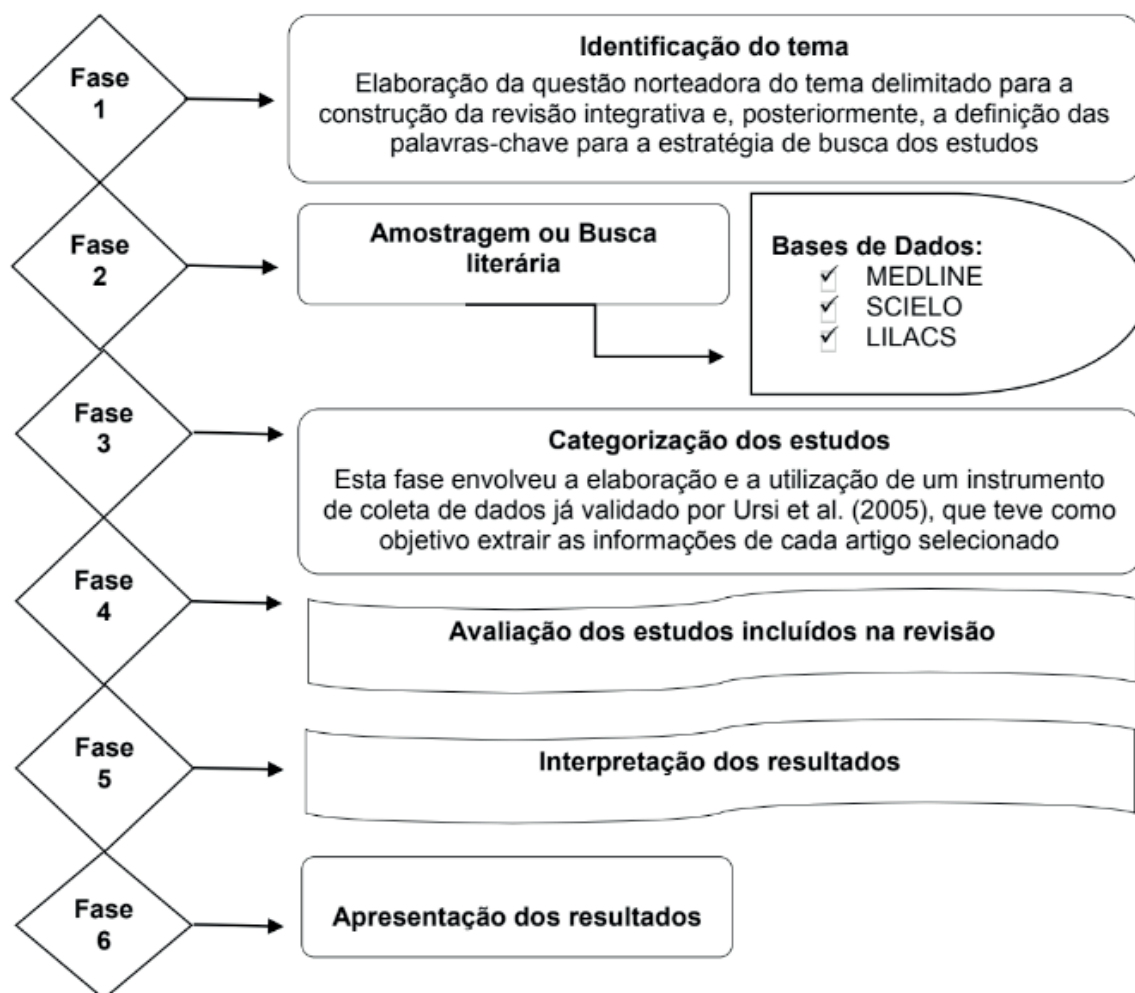 Fase
1
Identificação do tema
Elaboração da questão norteadora do tema delimitado para a
construção da revisão integrativa e, posteriormente, a definição das
palavras-chave para a estratégia de busca dos estudos
Fase
2
Amostragem ou Busca
literária
Bases de Dados:
MEDLINE
SCIELO
LILACS
Fase
3
Categorização dos estudos
Esta fase envolveu a elaboração e a utilização de um instrumento
de coleta de dados já validado por Ursi et al. (2005), que teve como
objetivo extrair as informações de cada artigo selecionado
Fase
4
Avaliação dos estudos incluídos na revisão
Fase
5
Interpretação dos resultados
Fase
6
Apresentação dos resultados